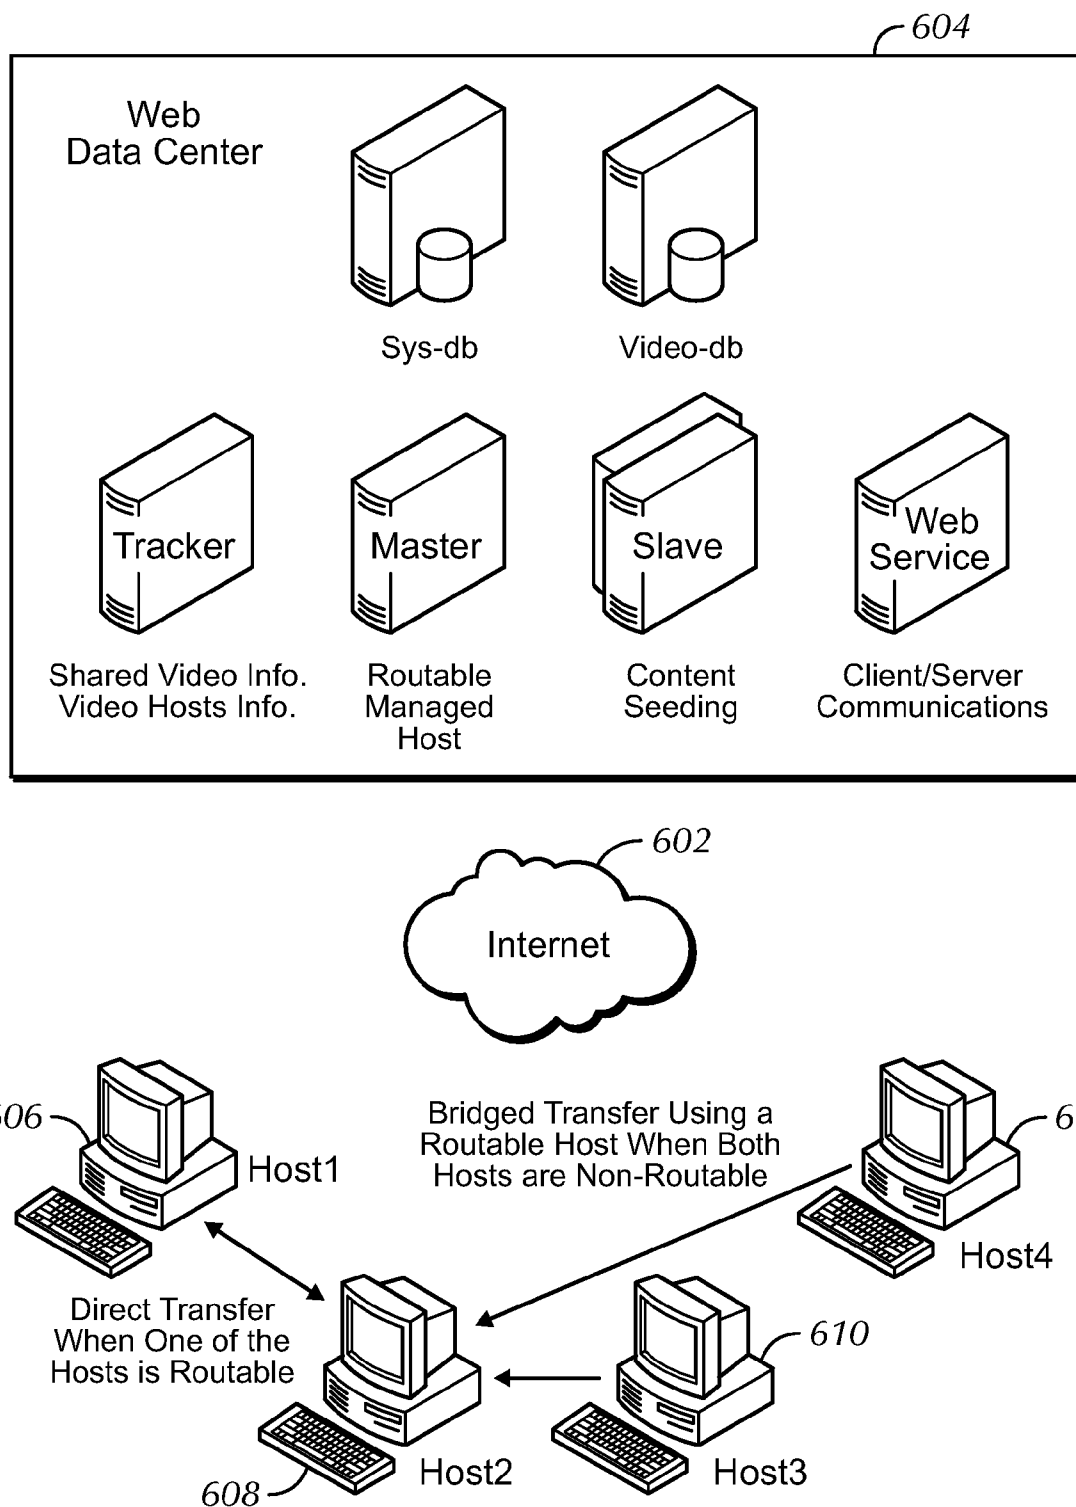 604
Web
Data Center
Sys-db
Video-db
Tracker
Master
Slave
Web
Service
Shared Video Info.
Video Hosts Info.
Routable
Managed
Host
Content
Seeding
Client/Server
Communications
602
Internet
Bridged Transfer Using a
Routable Host When Both
Hosts are Non-Routable
Host1
Host4
Direct Transfer
When One of the
Hosts is Routable
610
Host2
Host3
608